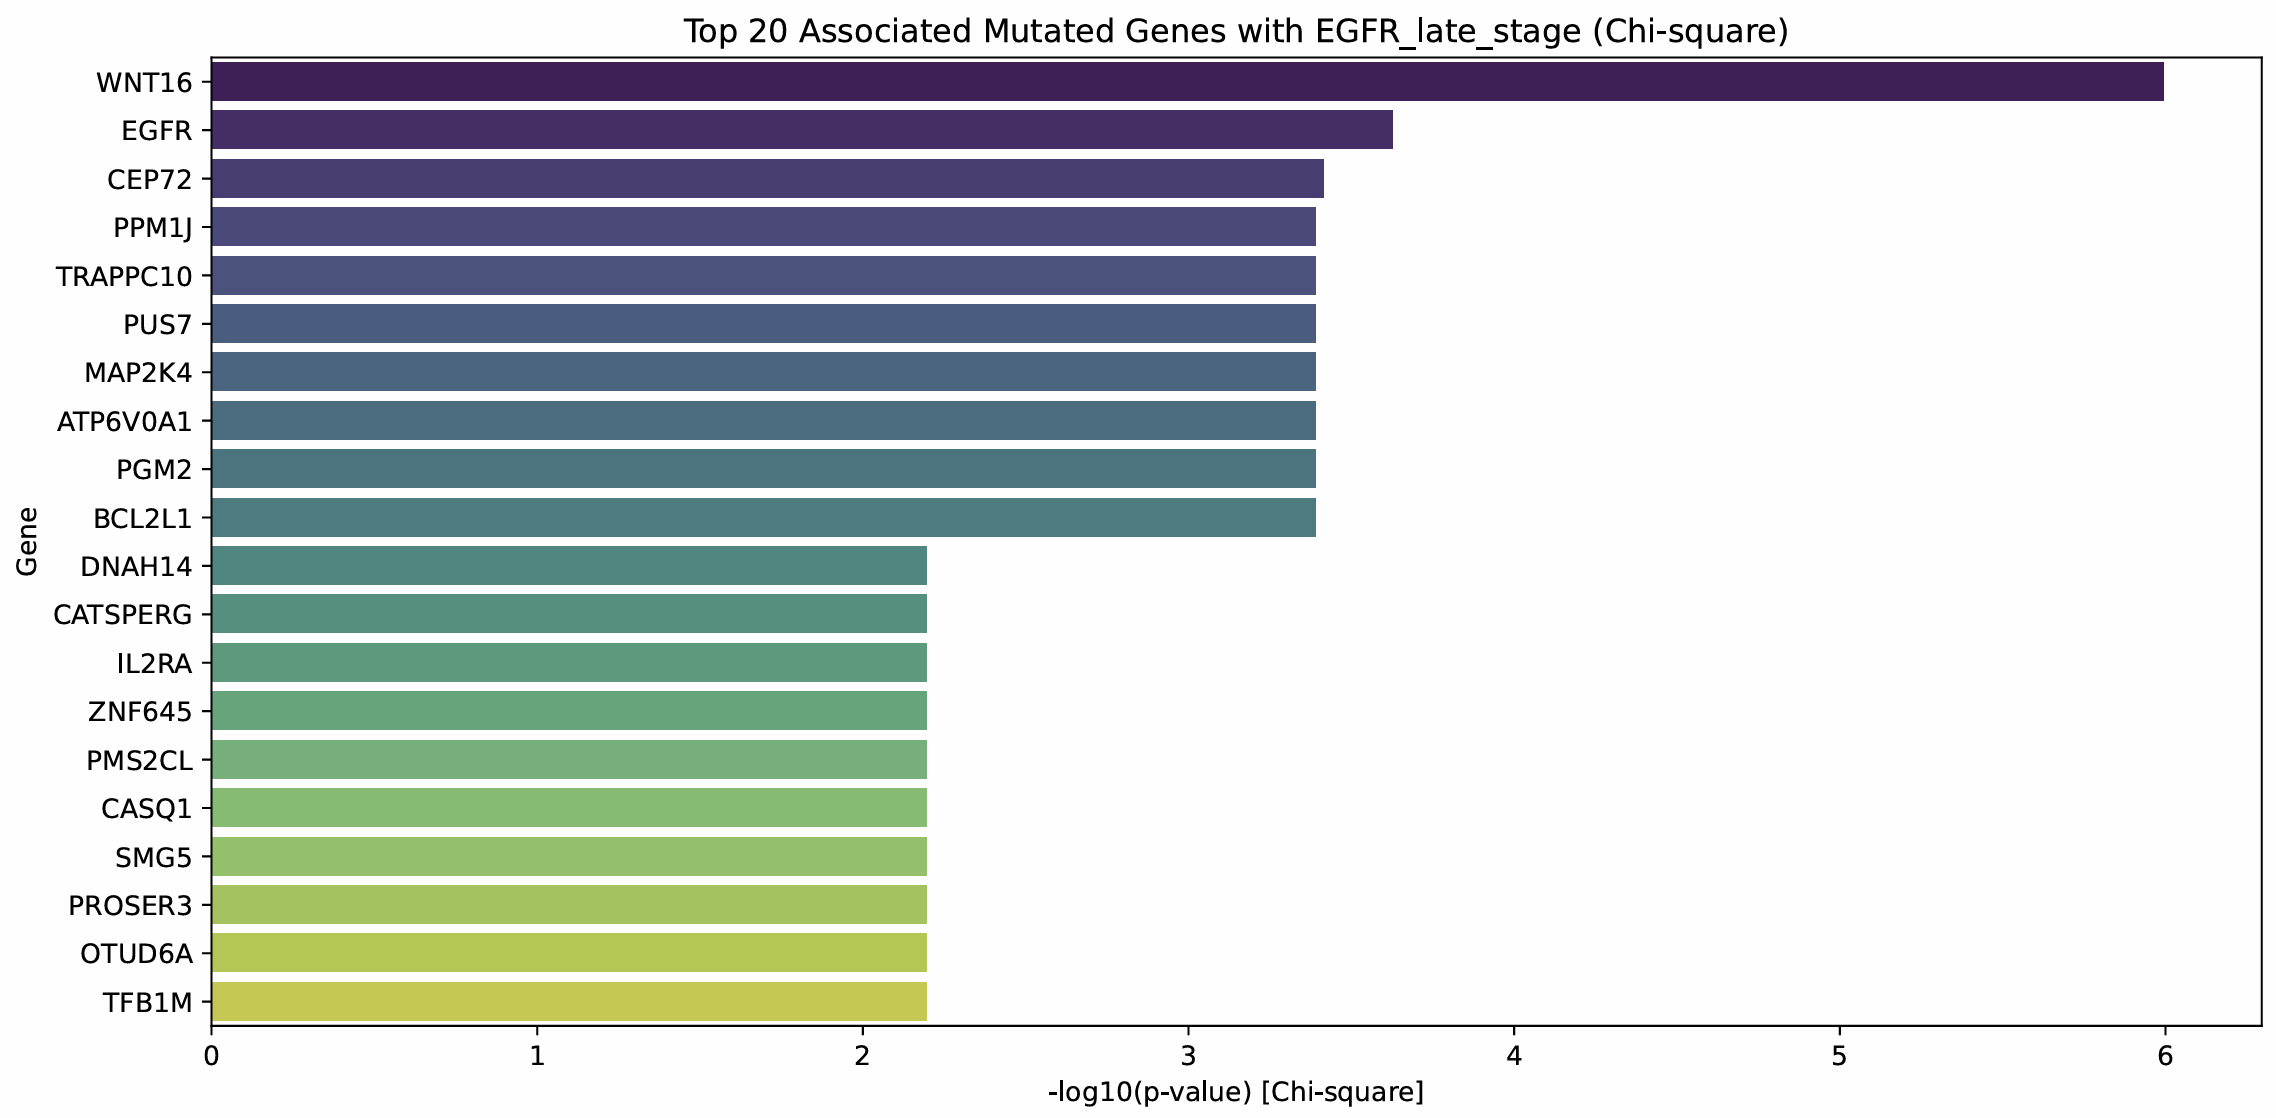 Top 20 Associated Mutated Genes with EGFR_late_stage (Chi-square)
WNT16
EGFR
CEP72
PPM1J
TRAPPC10
PUS7
MAP2K4
ATP6V0A1
PGM2
BCL2L1
DNAH14
CATSPERG
IL2RA
ZNF645
PMS2CL
CASQ1
SMG5
PROSER3
OTUD6A
TFB1M
Gene
0 1 2 3 4 5 6
-log10(p-value) [Chi-square]